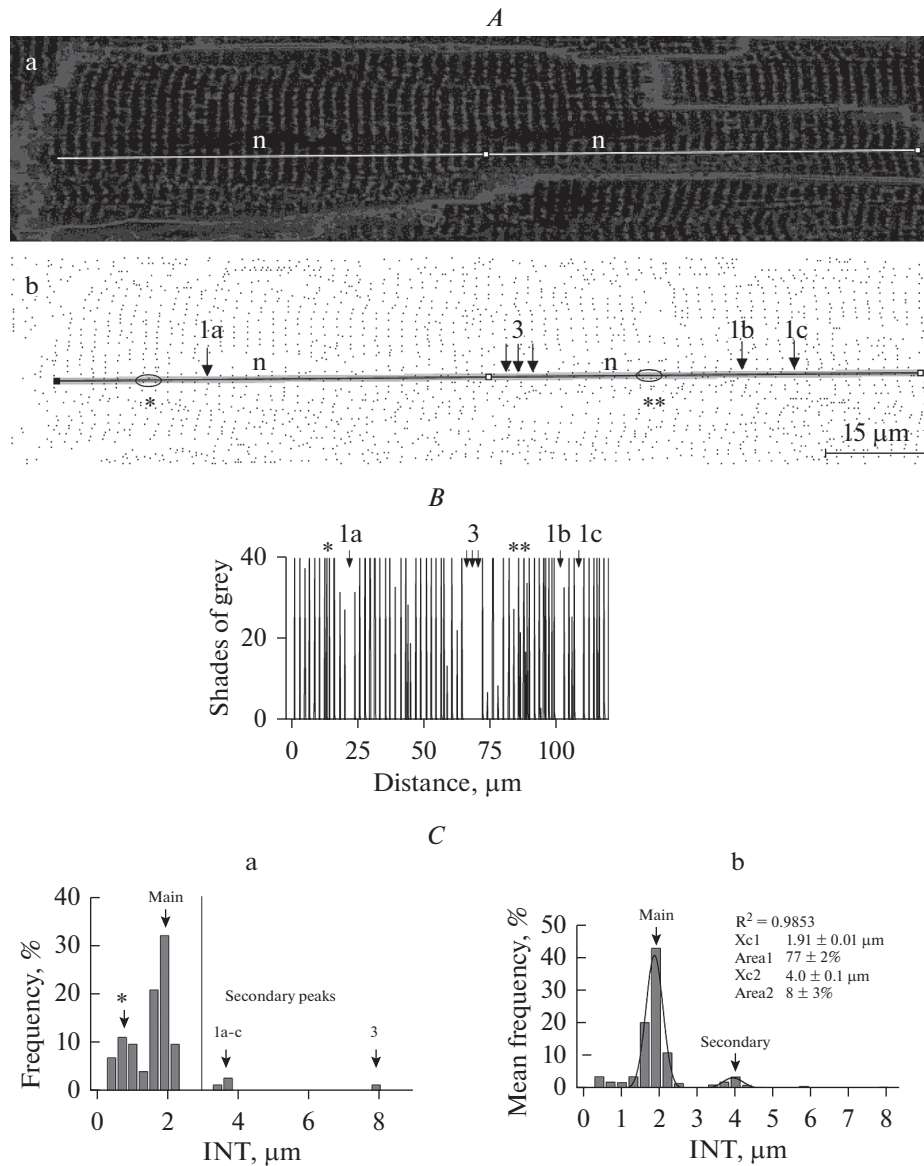 A
a
n n
b
1a 3 1b 1c
n n
* **
15 μm
B
* 1a 3 ** 1b 1c
Shades of grey
40
20
0
0 25 50 75 100
Distance, μm
C
a
Frequency, %
40
30
20
10
0
Main
*
Secondary peaks
1a-c
3
0 2 4 6 8
INT, μm
b
Mean frequency, %
50
40
30
20
10
0
Main
R² = 0.9853
Xc1 1.91 ± 0.01 μm
Area1 77 ± 2%
Xc2 4.0 ± 0.1 μm
Area2 8 ± 3%
Secondary
0 1 2 3 4 5 6 7 8
INT, μm